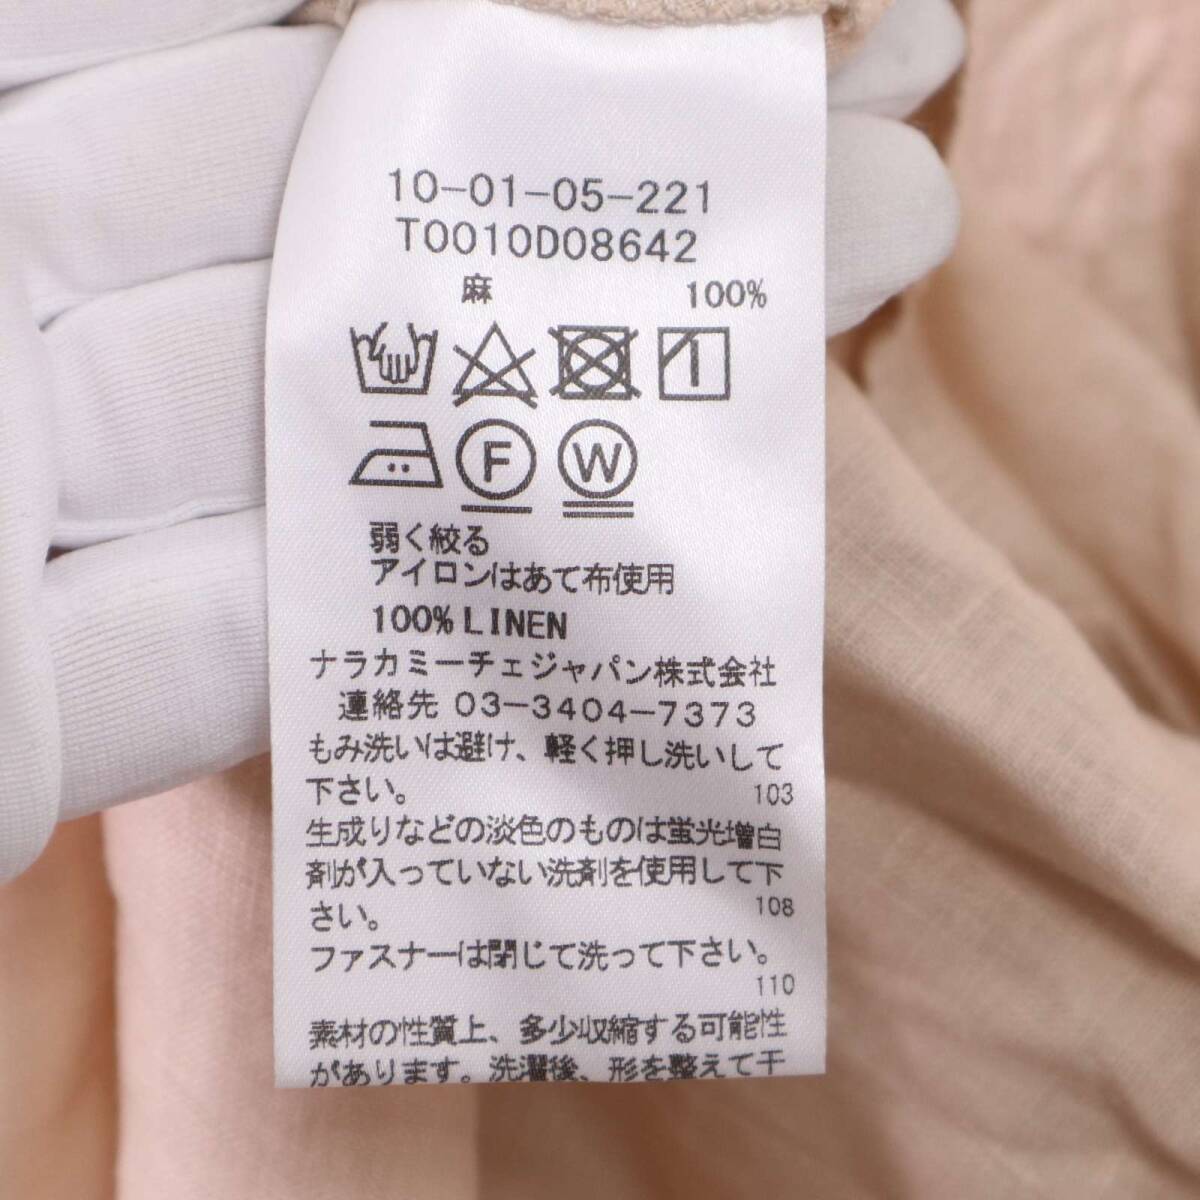 10-01-05-221
T0010D08642
麻 100%
F W
弱く絞る
アイロンはあて布使用
100% LINEN
ナラカミーチェジャパン株式会社
連絡先 03-3404-7373
もみ洗いは避け、軽く押し洗いして
下さい。 103
生成りなどの淡色のものは蛍光増白
剤が入っていない洗剤を使用して下
さい。 108
ファスナーは閉じて洗って下さい。
110
素材の性質上、多少収縮する可能性
があります。洗濯後、形を整えて干